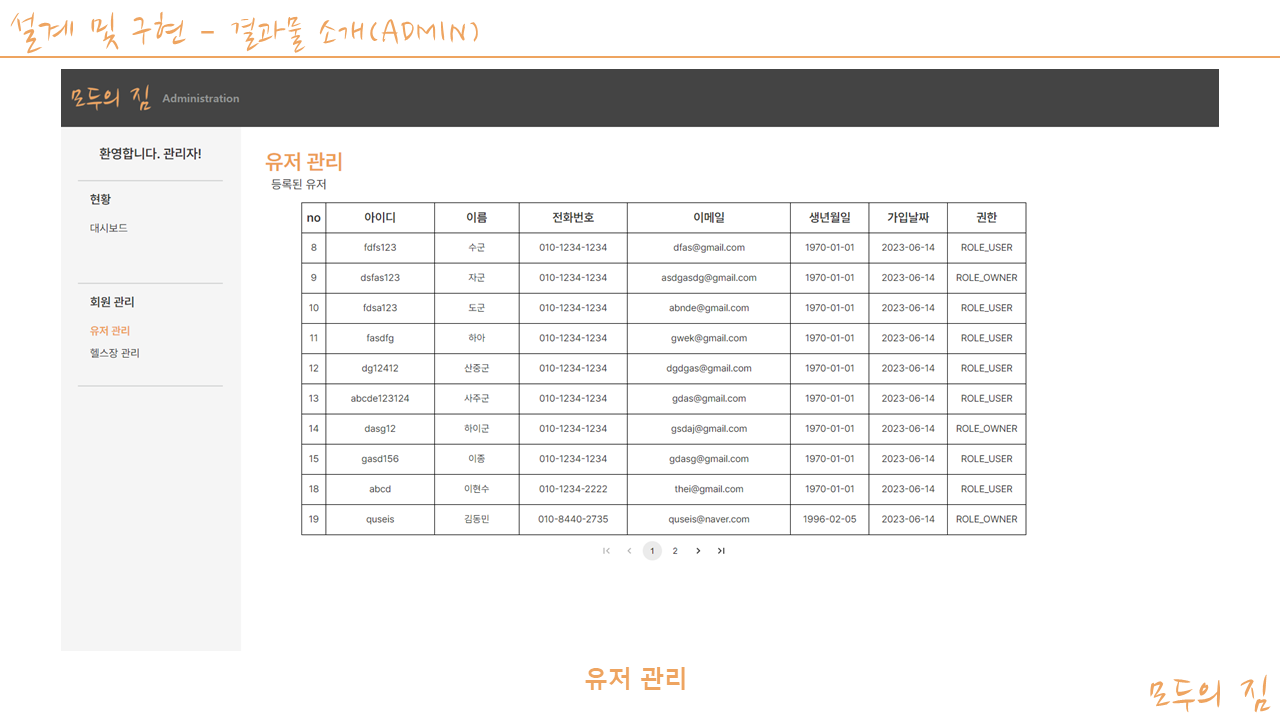 설계 및 구현 - 결과물 소개(ADMIN)
모두의 짐 Administration
환영합니다. 관리자!
현황
대시보드
회원 관리
유저 관리
헬스장 관리
유저 관리
등록된 유저
no 아이디 이름 전화번호 이메일 생년월일 가입날짜 권한
8 fdfs123 수군 010-1234-1234 dfas@gmail.com 1970-01-01 2023-06-14 ROLE_USER
9 dsfas123 자군 010-1234-1234 asdgasdg@gmail.com 1970-01-01 2023-06-14 ROLE_OWNER
10 fdsa123 도군 010-1234-1234 abnde@gmail.com 1970-01-01 2023-06-14 ROLE_USER
11 fasdfg 하아 010-1234-1234 gwek@gmail.com 1970-01-01 2023-06-14 ROLE_USER
12 dg12412 산중군 010-1234-1234 dgdgas@gmail.com 1970-01-01 2023-06-14 ROLE_USER
13 abcde123124 사주군 010-1234-1234 gdas@gmail.com 1970-01-01 2023-06-14 ROLE_USER
14 dasg12 하이군 010-1234-1234 gsdaj@gmail.com 1970-01-01 2023-06-14 ROLE_OWNER
15 gasd156 이종 010-1234-1234 gdasg@gmail.com 1970-01-01 2023-06-14 ROLE_USER
18 abcd 이현수 010-1234-2222 thei@gmail.com 1970-01-01 2023-06-14 ROLE_USER
19 quseis 김동민 010-8440-2735 quseis@naver.com 1996-02-05 2023-06-14 ROLE_OWNER
1 2
유저 관리
모두의 짐